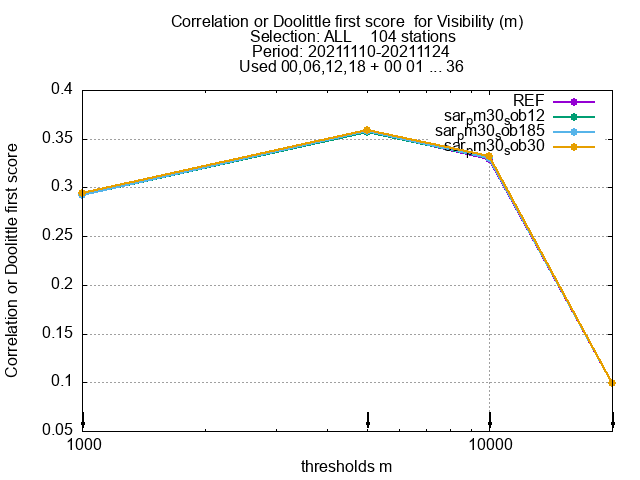 Correlation or Doolittle first score  for Visibility (m)
Selection: ALL    104 stations
Period: 20211110-20211124
Used 00,06,12,18 + 00 01 ... 36
REF
sar_pm30_sob12
sar_pm30_sob185
sar_pm30_sob30
Correlation or Doolittle first score
0.4
0.35
0.3
0.25
0.2
0.15
0.1
0.05
1000
10000
thresholds m